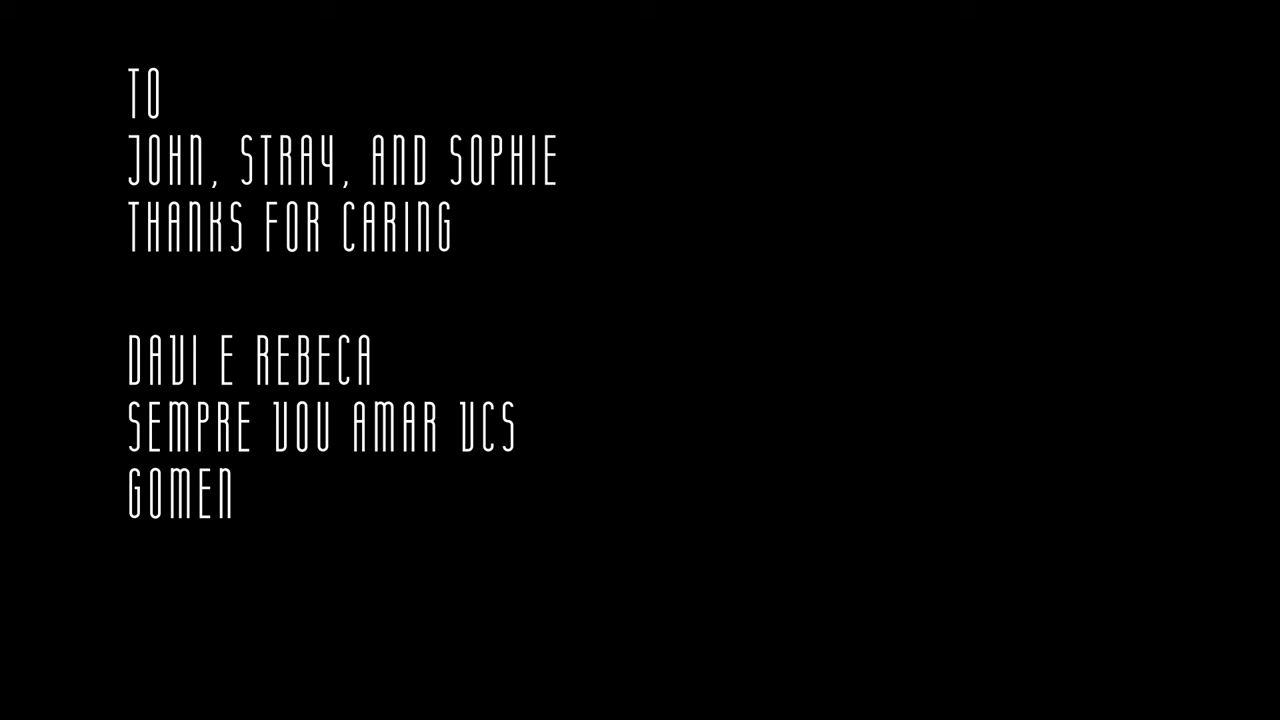 TO
JOHN, STRAY, AND SOPHIE
THANKS FOR CARING
DAVI E REBECA
SEMPRE VOU AMAR VCS
GOMEN